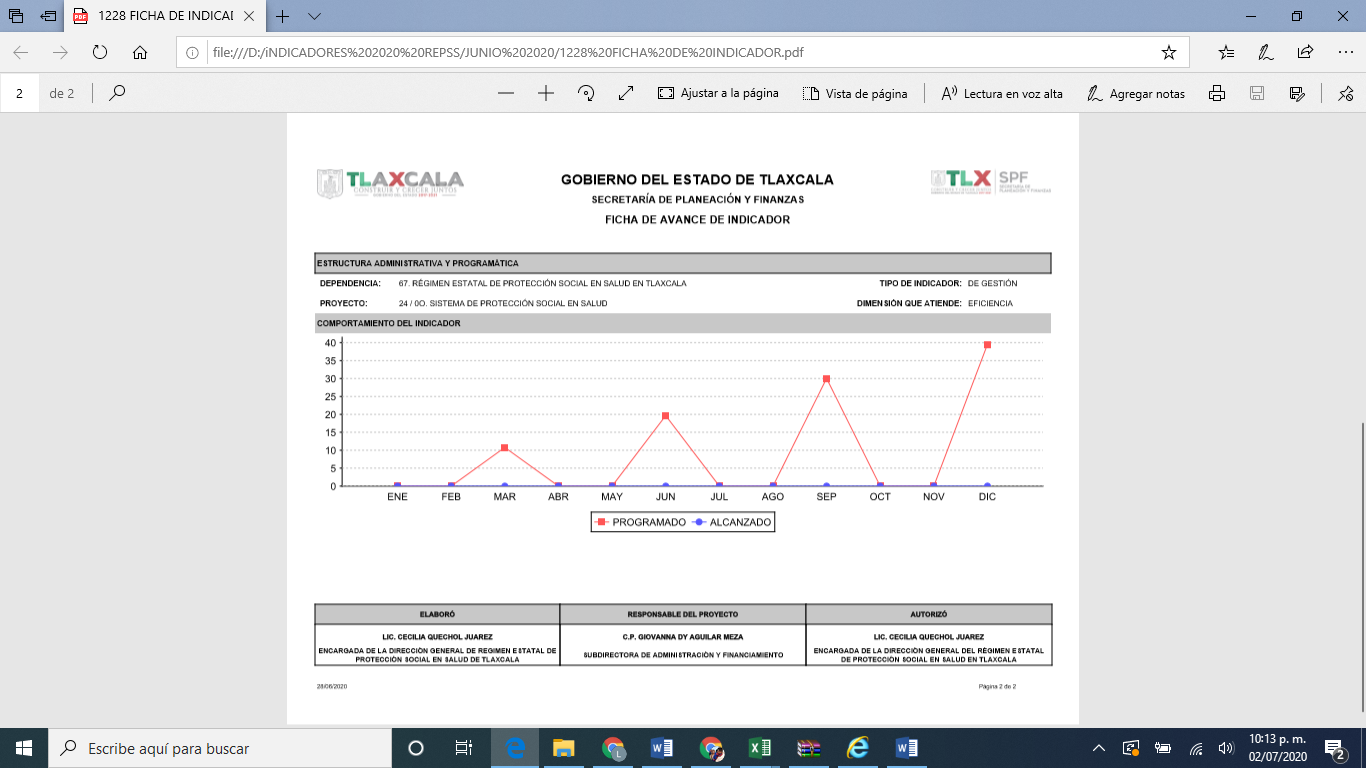 1228 FICHA DE INDICAD
file:///D:/iNDICADORES%202020%20REPSS/JUNIO%202020/1228%20FICHA%20DE%20INDICADOR.pdf
2 de 2 Ajustar a la página Vista de página Lectura en voz alta Agregar notas
TLAXCALA
CONSTRUIR Y CRECER JUNTOS
GOBIERNO DEL ESTADO DE TLAXCALA
SECRETARÍA DE PLANEACIÓN Y FINANZAS
FICHA DE AVANCE DE INDICADOR
TLX SPF
ESTRUCTURA ADMINISTRATIVA Y PROGRAMÁTICA
DEPENDENCIA: 67. RÉGIMEN ESTATAL DE PROTECCIÓN SOCIAL EN SALUD EN TLAXCALA TIPO DE INDICADOR: DE GESTIÓN
PROYECTO: 24 / 0O. SISTEMA DE PROTECCIÓN SOCIAL EN SALUD DIMENSIÓN QUE ATIENDE: EFICIENCIA
COMPORTAMIENTO DEL INDICADOR
40
35
30
25
20
15
10
5
0
ENE FEB MAR ABR MAY JUN JUL AGO SEP OCT NOV DIC
PROGRAMADO ALCANZADO
ELABORÓ RESPONSABLE DEL PROYECTO AUTORIZÓ
LIC. CECILIA QUECHOL JUAREZ C.P. GIOVANNA DY AGUILAR MEZA LIC. CECILIA QUECHOL JUAREZ
ENCARGADA DE LA DIRECCIÓN GENERAL DE REGIMEN ESTATAL DE PROTECCIÓN SOCIAL EN SALUD DE TLAXCALA
SUBDIRECTORA DE ADMINISTRACIÓN Y FINANCIAMIENTO
ENCARGADA DE LA DIRECCIÓN GENERAL DEL RÉGIMEN ESTATAL DE PROTECCIÓN SOCIAL EN SALUD EN TLAXCALA
28/06/2020 Página 2 de 2
Escribe aquí para buscar
10:13 p. m.
02/07/2020
2